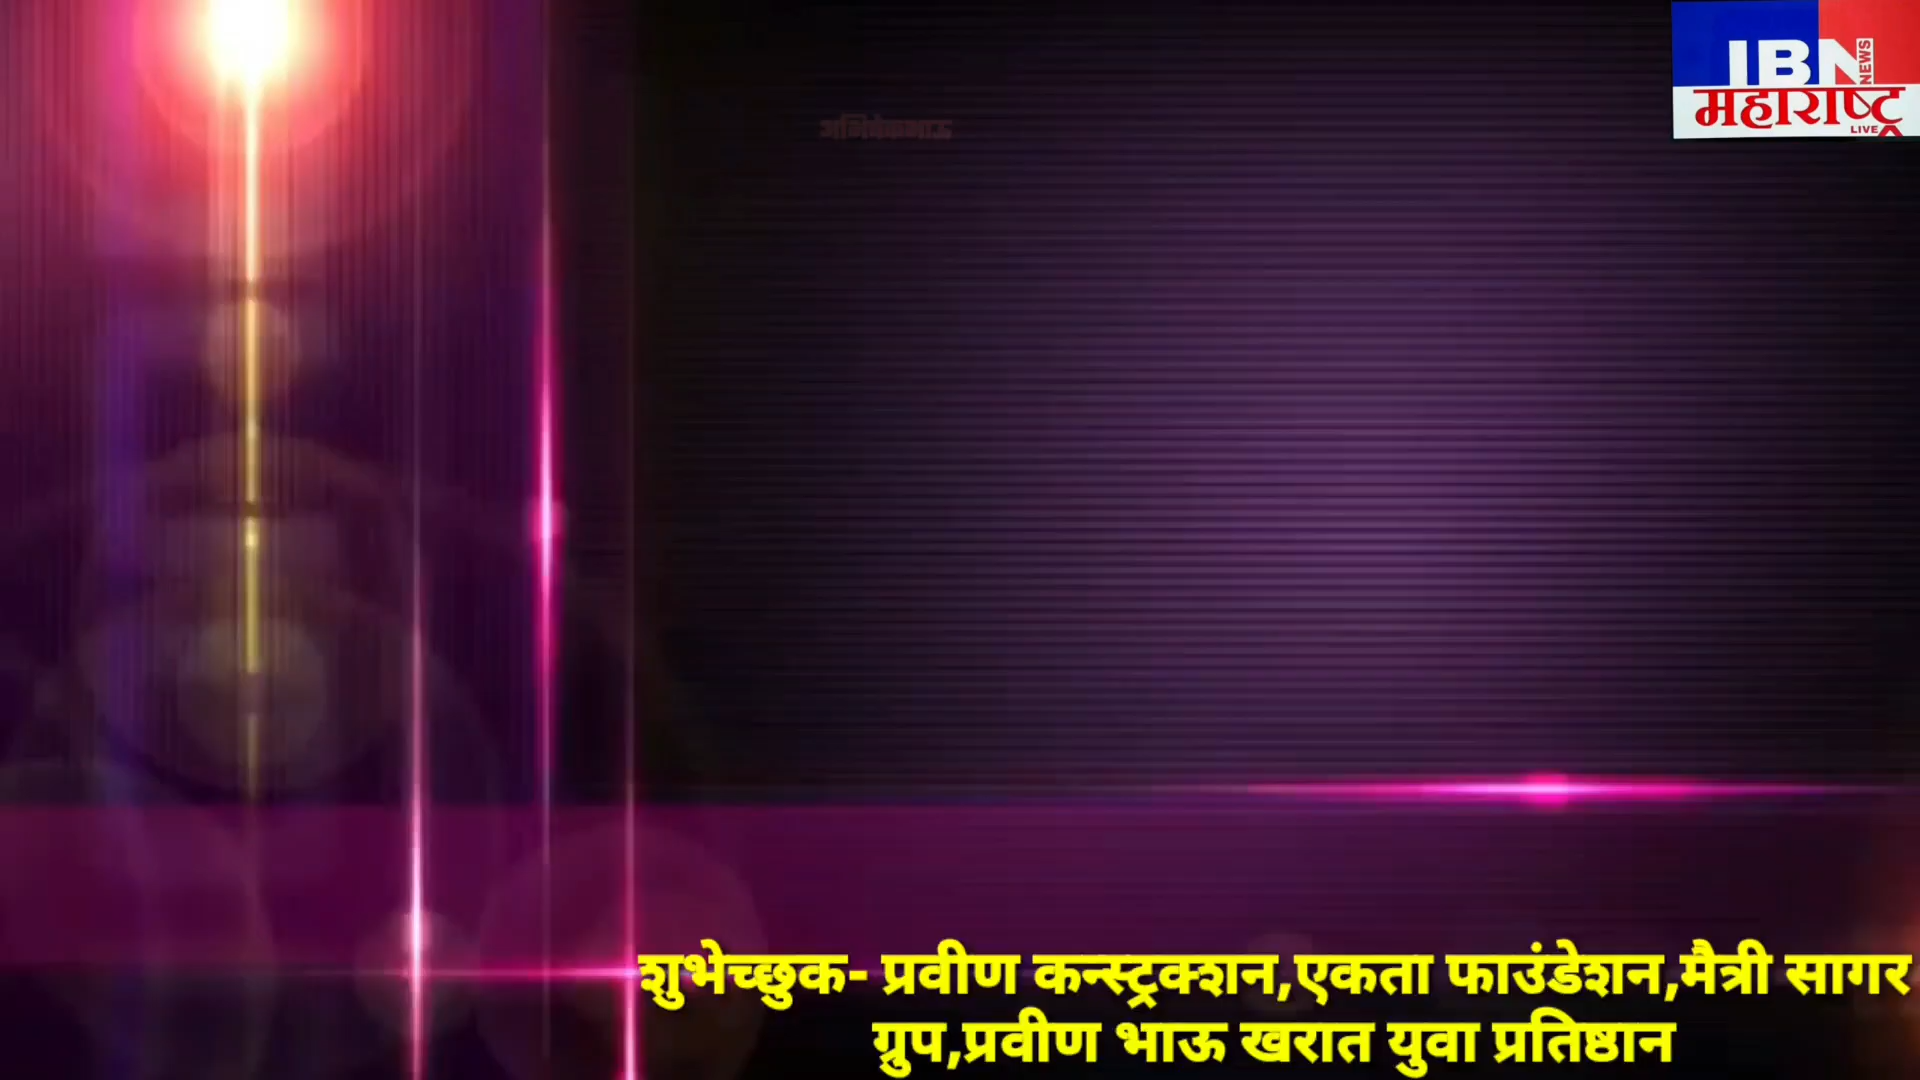 IBN
NEWS
महाराष्ट्र
LIVE
शुभेच्छुक- प्रवीण कन्स्ट्रक्शन,एकता फाउंडेशन,मैत्री सागर
ग्रुप,प्रवीण भाऊ खरात युवा प्रतिष्ठान